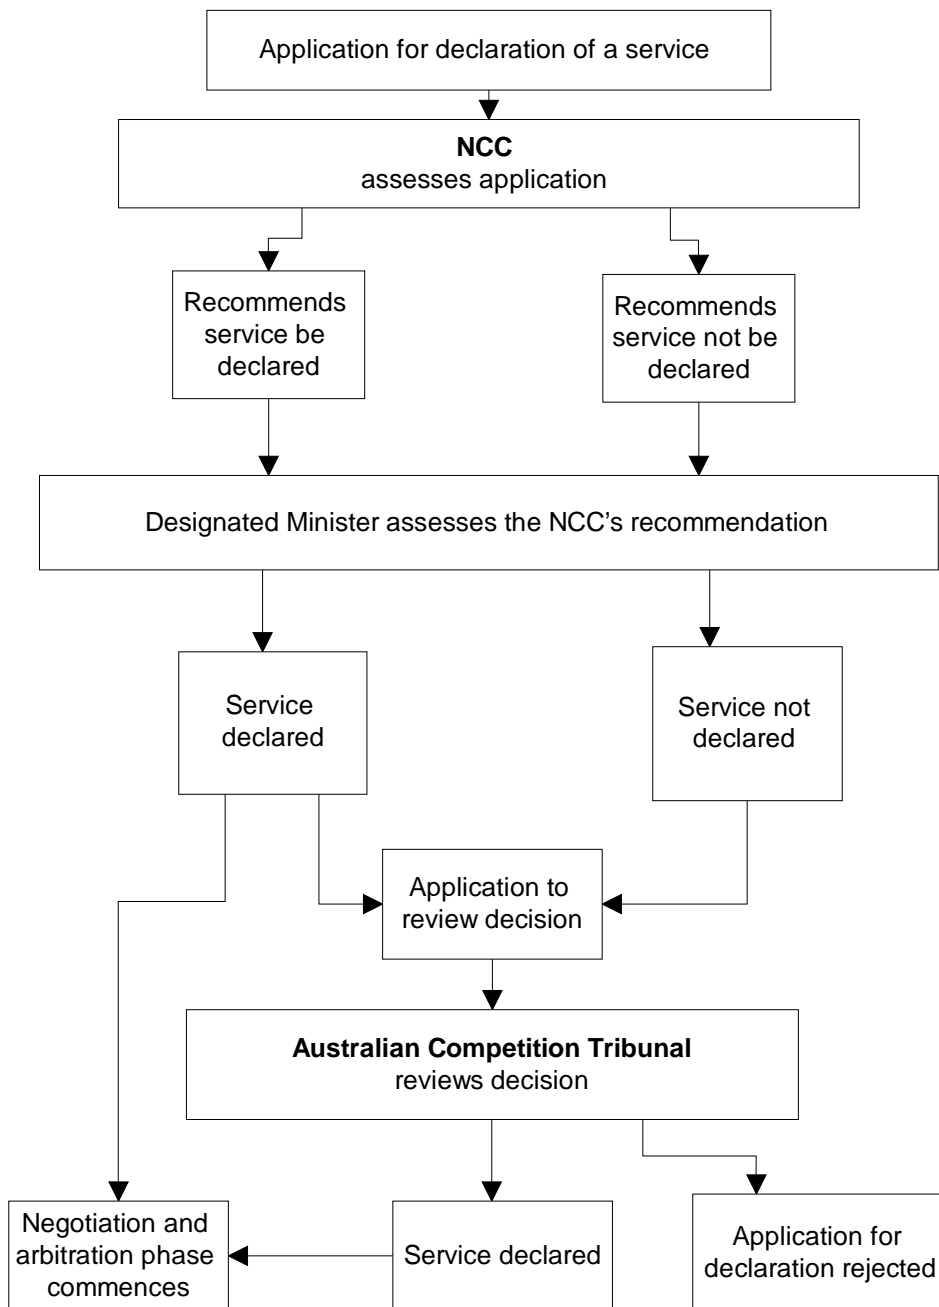 Application for declaration of a service
NCC
assesses application
Recommends
service be
declared
Recommends
service not be
declared
Designated Minister assesses the NCC’s recommendation
Service
declared
Service not
declared
Application to
review decision
Australian Competition Tribunal
reviews decision
Negotiation and
arbitration phase
commences
Service declared
Application for
declaration rejected